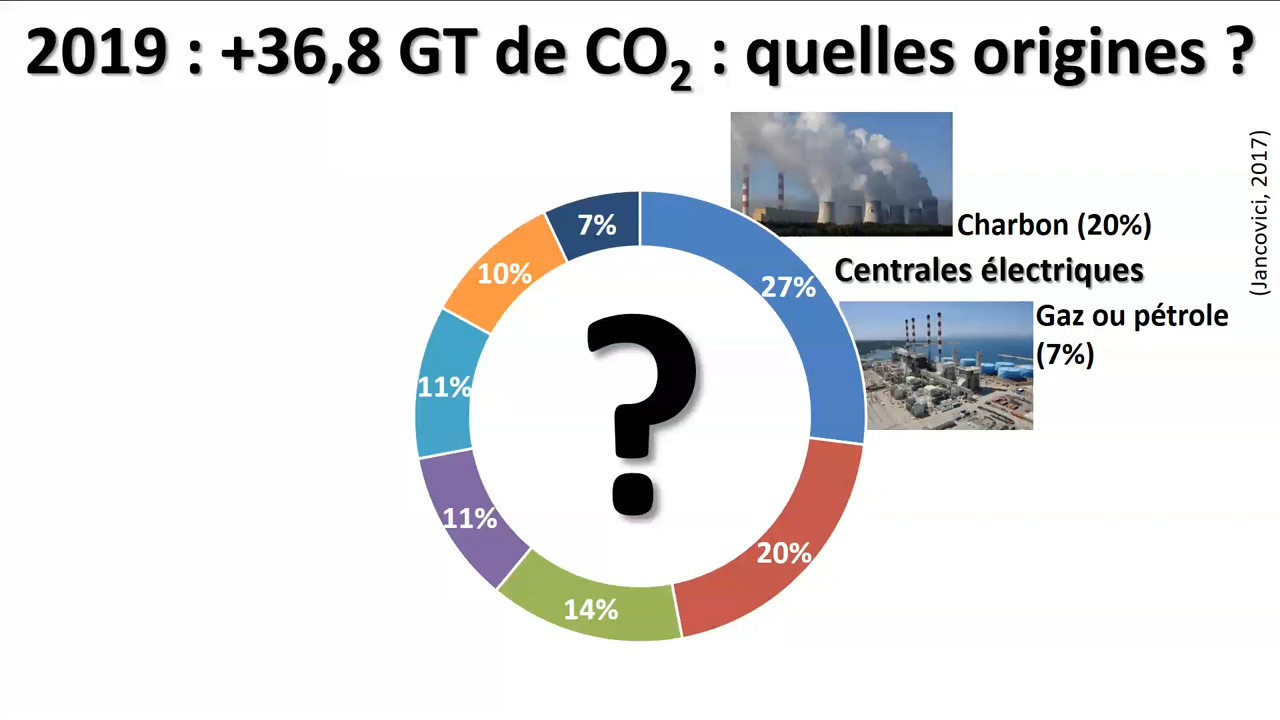 2019 : +36,8 GT de CO₂ : quelles origines ?
(Jancovici, 2017)
Charbon (20%)
Centrales électriques
Gaz ou pétrole
(7%)
7%
27%
10%
11%
11%
20%
14%
?